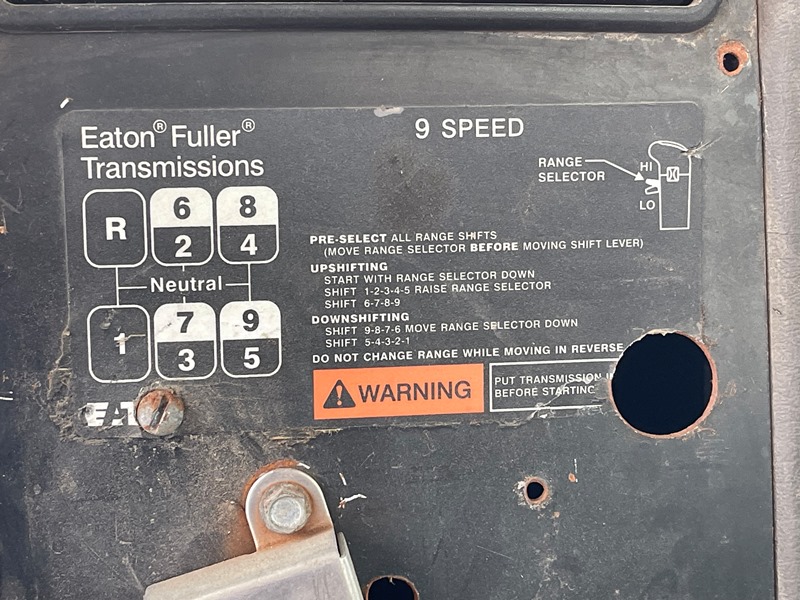 Eaton® Fuller®
Transmissions
9 SPEED
RANGE
SELECTOR
HI
LO
R 6 8
2 4
Neutral
1 7 9
3 5
PRE-SELECT ALL RANGE SHIFTS
(MOVE RANGE SELECTOR BEFORE MOVING SHIFT LEVER)
UPSHIFTING
START WITH RANGE SELECTOR DOWN
SHIFT 1-2-3-4-5 RAISE RANGE SELECTOR
SHIFT 6-7-8-9
DOWNSHIFTING
SHIFT 9-8-7-6 MOVE RANGE SELECTOR DOWN
SHIFT 5-4-3-2-1
DO NOT CHANGE RANGE WHILE MOVING IN REVERSE
WARNING
PUT TRANSMISSION
BEFORE STARTING